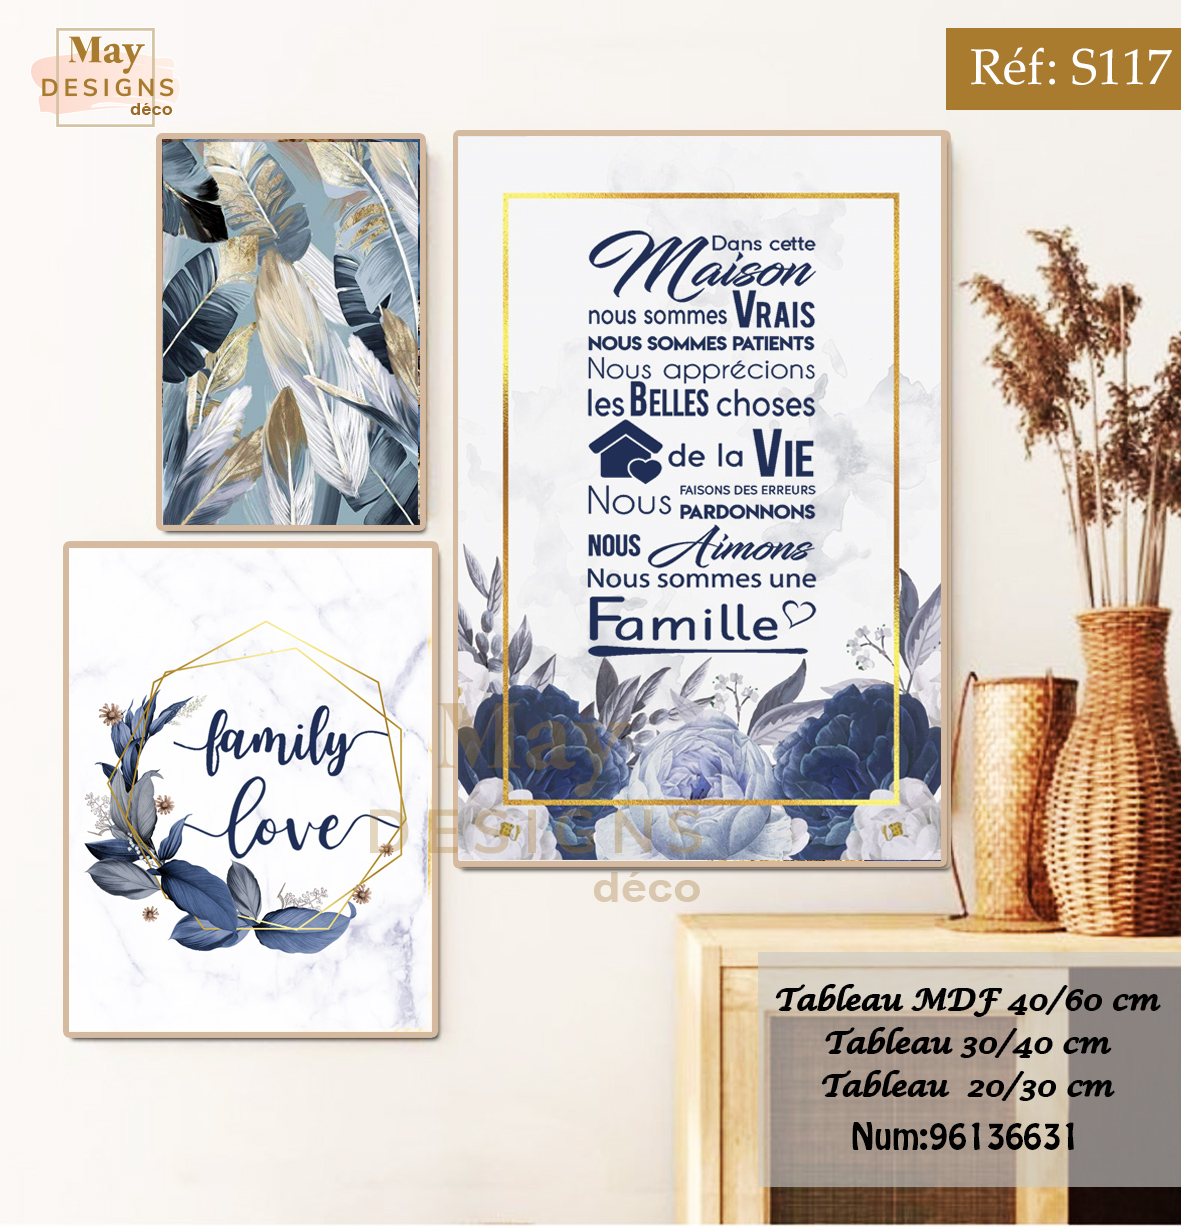 May
DESIGNS
déco
Réf: S117
Dans cette
Maison
nous sommes VRAIS
NOUS SOMMES PATIENTS
Nous apprécions
les BELLES choses
de la VIE
Nous FAISONS DES ERREURS
PARDONNONS
NOUS Aimons
Nous sommes une
Famille
family
love
May
DESIGNS
déco
Tableau MDF 40/60 cm
Tableau 30/40 cm
Tableau 20/30 cm
Num:96136631